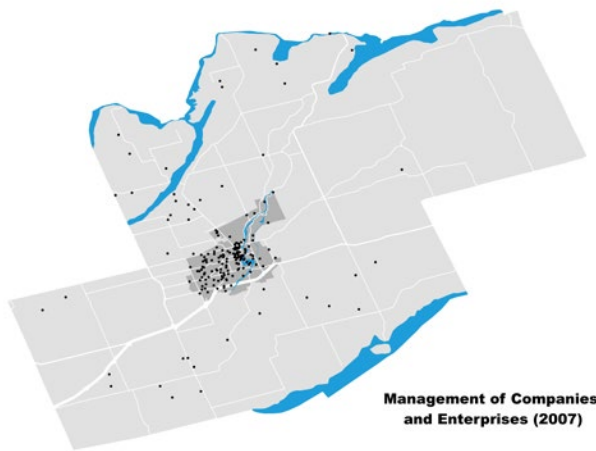 Management of Companies
and Enterprises (2007)